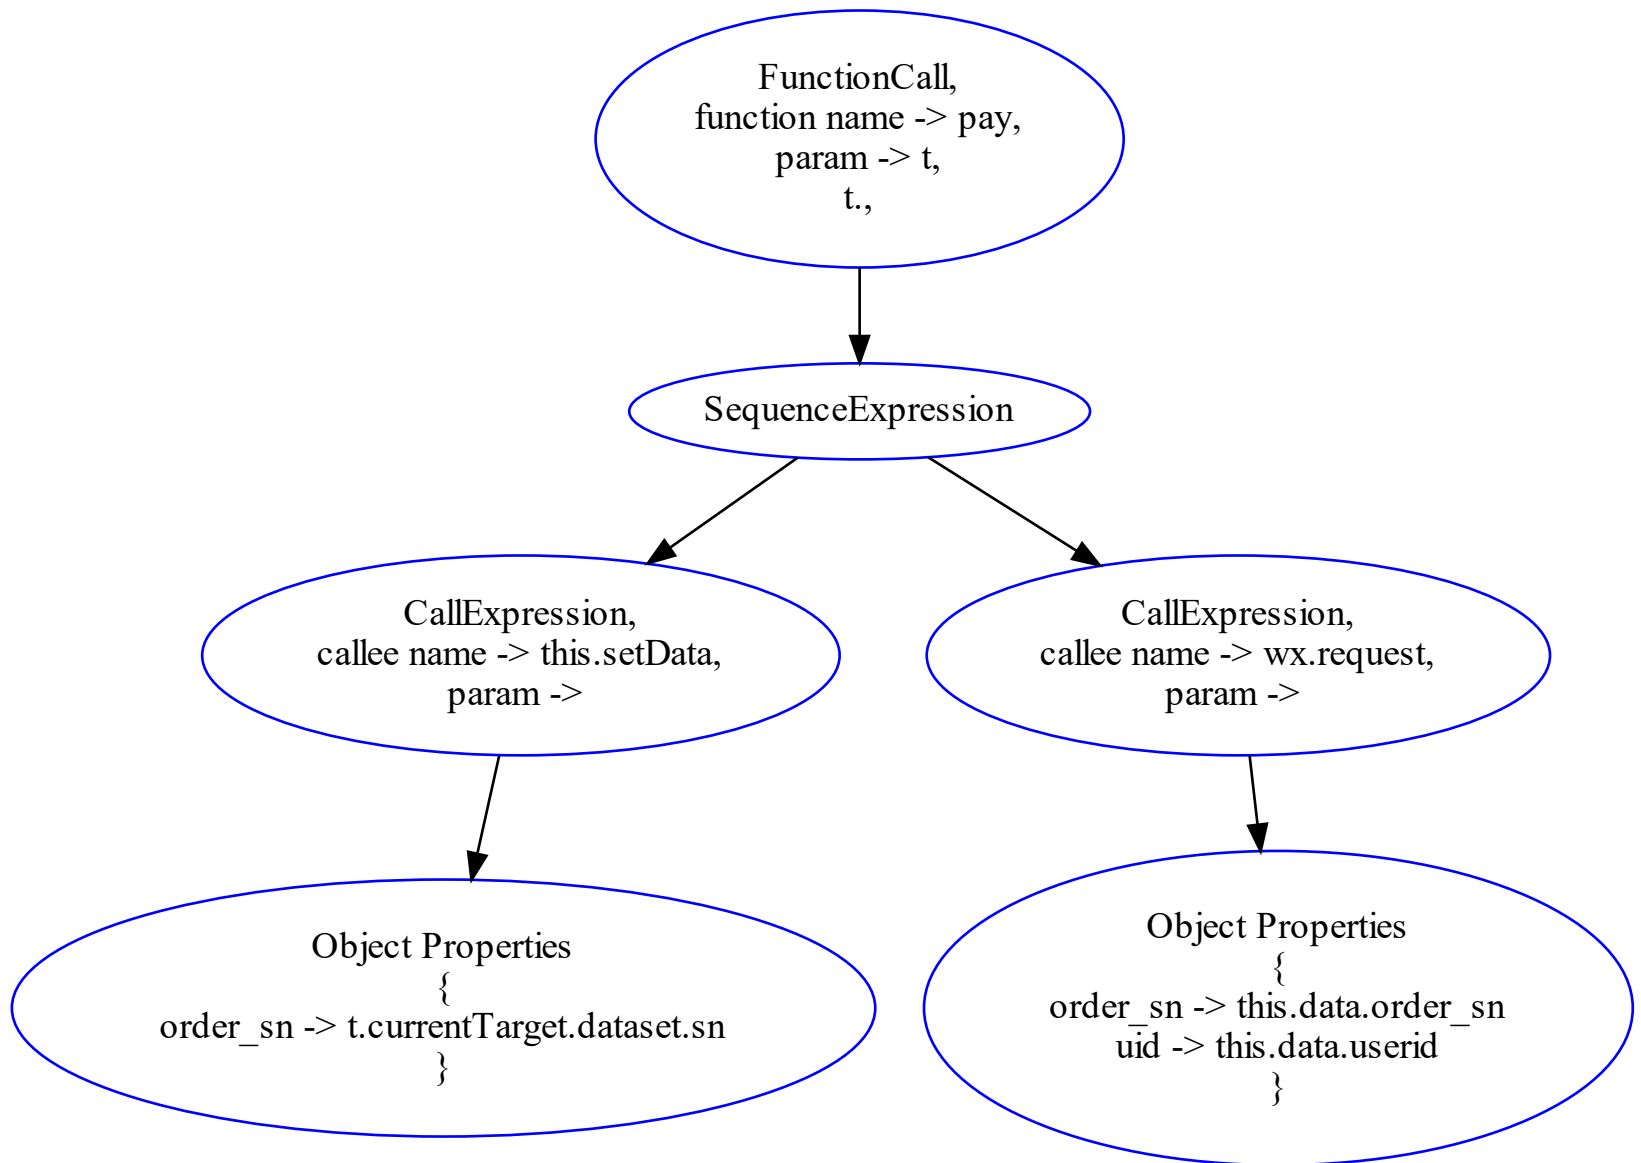 FunctionCall,
function name -> pay,
param -> t,
t.,
SequenceExpression
CallExpression,
callee name -> this.setData,
param ->
CallExpression,
callee name -> wx.request,
param ->
Object Properties
{
order_sn -> t.currentTarget.dataset.sn
}
Object Properties
{
order_sn -> this.data.order_sn
uid -> this.data.userid
}